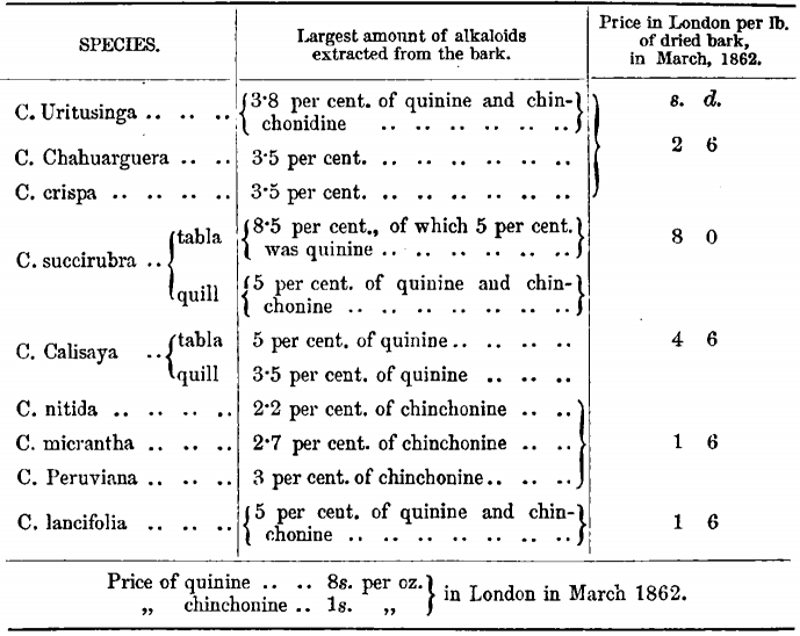 SPECIES. Largest amount of alkaloids extracted from the bark. Price in London per lb. of dried bark, in March, 1862.
s. d.
C. Uritusinga .. .. .. 3·8 per cent. of quinine and chin-
chonidine .. .. .. .. .. ..
C. Chahuarguera .. .. 3·5 per cent. .. .. .. .. .. .. 2 6
C. crispa .. .. .. .. 3·5 per cent. .. .. .. .. .. ..
C. succirubra .. tabla 8·5 per cent., of which 5 per cent. 8 0
was quinine .. .. .. .. .. ..
quill 5 per cent. of quinine and chin-
chonine .. .. .. .. .. .. ..
C. Calisaya .. tabla 5 per cent. of quinine .. .. .. .. 4 6
quill 3·5 per cent. of quinine .. .. ..
C. nitida .. .. .. .. 2·2 per cent. of chinchonine .. ..
C. micrantha .. .. .. 2·7 per cent. of chinchonine .. .. 1 6
C. Peruviana .. .. .. 3 per cent. of chinchonine .. .. ..
C. lancifolia .. .. .. 5 per cent. of quinine and chin- 1 6
chonine .. .. .. .. .. .. ..
Price of quinine .. .. 8s. per oz.
„ chinchonine .. 1s. „ in London in March 1862.